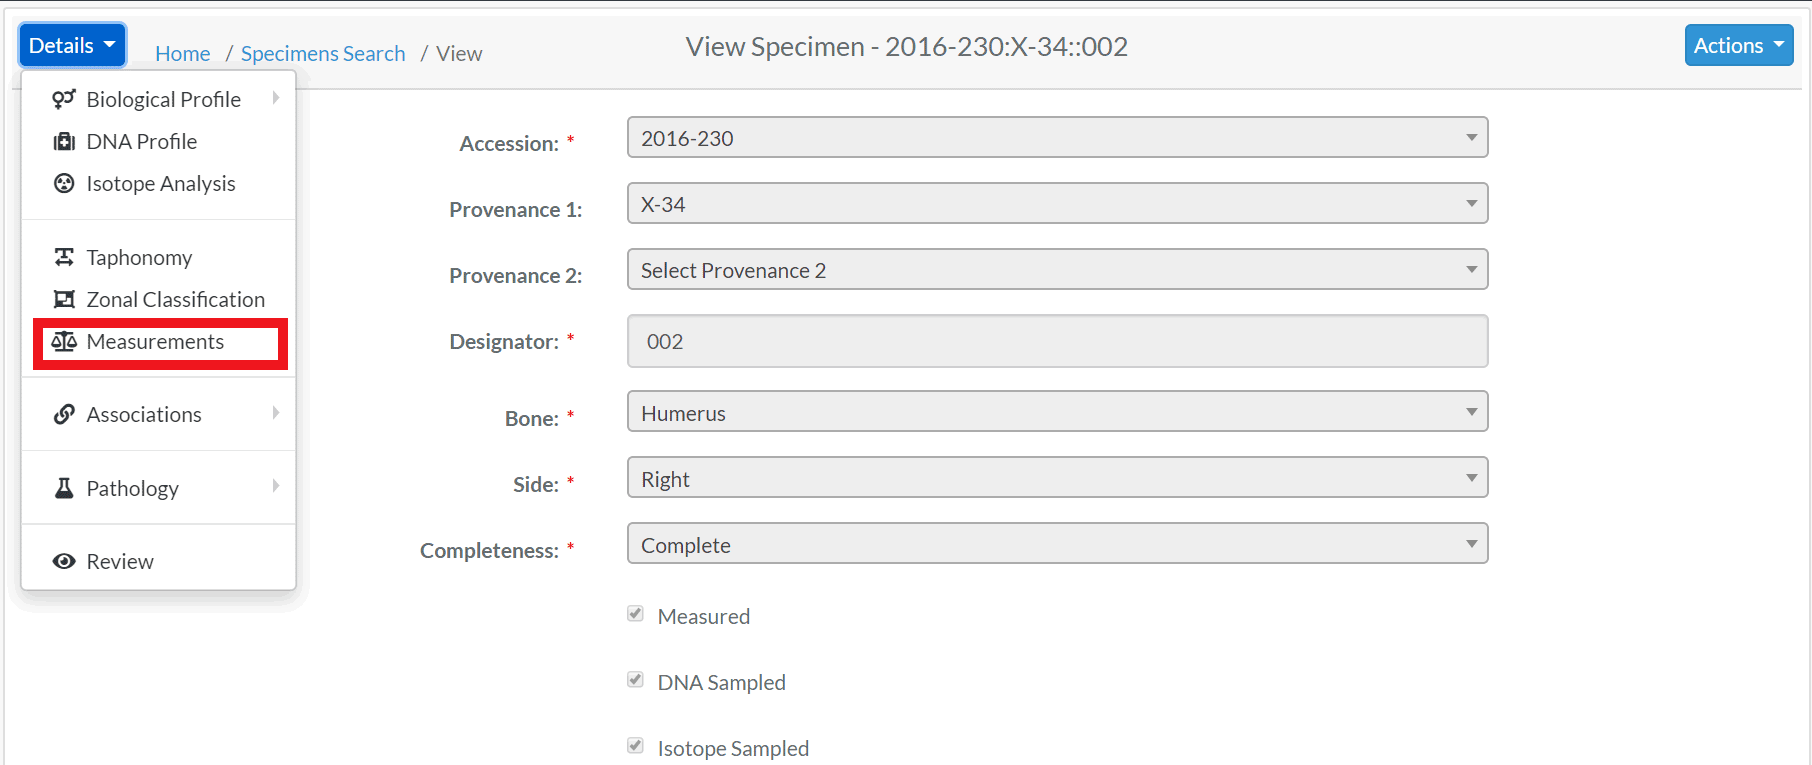 Details
Home / Specimens Search / View
View Specimen - 2016-230:X-34::002
Actions
Biological Profile
DNA Profile
Isotope Analysis
Taphonomy
Zonal Classification
Measurements
Associations
Pathology
Review
Accession: * 2016-230
Provenance 1: X-34
Provenance 2: Select Provenance 2
Designator: * 002
Bone: * Humerus
Side: * Right
Completeness: * Complete
Measured
DNA Sampled
Isotope Sampled